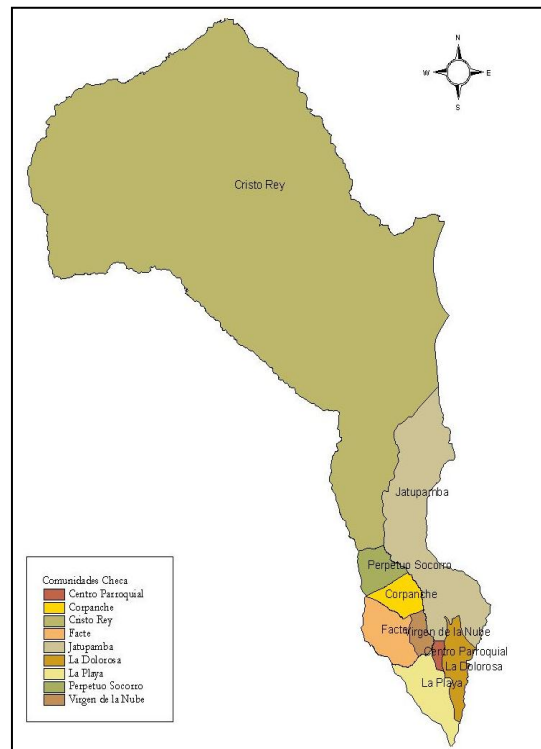 N
W E
S
Cristo Rey
Jatupamba
Perpetuo Socorro
Corpanche
Facte
Virgen de la Nube
Centro Parroquial
La Dolorosa
La Playa
Comunidades Checa
Centro Parroquial
Corpanche
Cristo Rey
Facte
Jatupamba
La Dolorosa
La Playa
Perpetuo Socorro
Virgen de la Nube